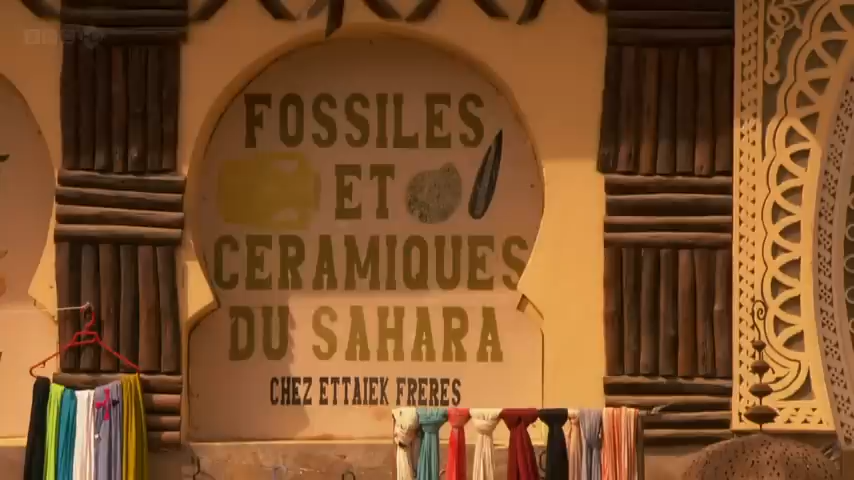 FOSSILES
ET
CERAMIQUES
DU SAHARA
CHEZ ETTAIEK FRERES